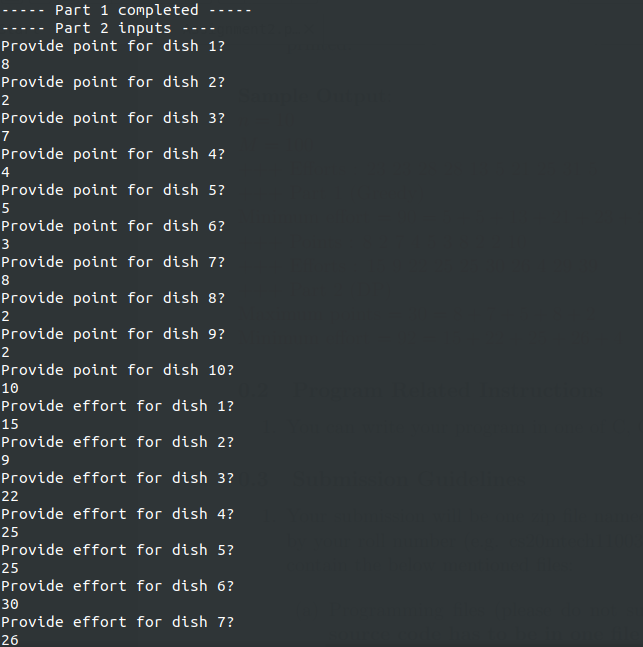 ----- Part 1 completed -----
----- Part 2 inputs ----
Provide point for dish 1?
8
Provide point for dish 2?
2
Provide point for dish 3?
7
Provide point for dish 4?
4
Provide point for dish 5?
5
Provide point for dish 6?
3
Provide point for dish 7?
8
Provide point for dish 8?
2
Provide point for dish 9?
2
Provide point for dish 10?
10
Provide effort for dish 1?
15
Provide effort for dish 2?
9
Provide effort for dish 3?
22
Provide effort for dish 4?
25
Provide effort for dish 5?
25
Provide effort for dish 6?
30
Provide effort for dish 7?
26